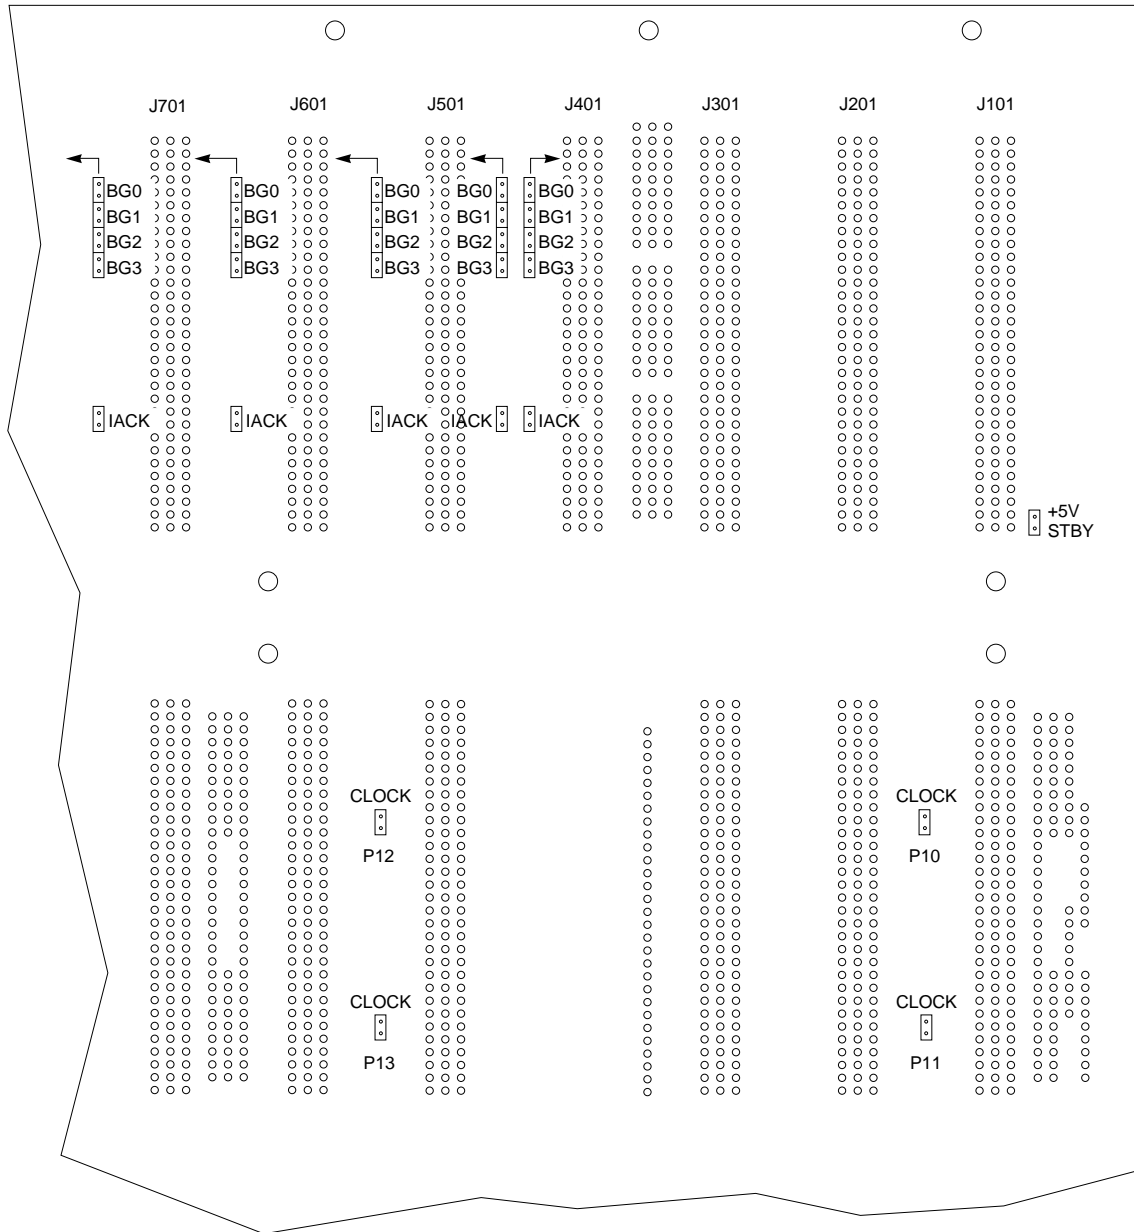 J701 J601 J501 J401 J301 J201 J101
BG0 BG0 BG0 BG0 BG0
BG1 BG1 BG1 BG1 BG1
BG2 BG2 BG2 BG2 BG2
BG3 BG3 BG3 BG3 BG3
IACK IACK IACK IACK IACK
+5V
STBY
CLOCK CLOCK
P12 P10
CLOCK CLOCK
P13 P11